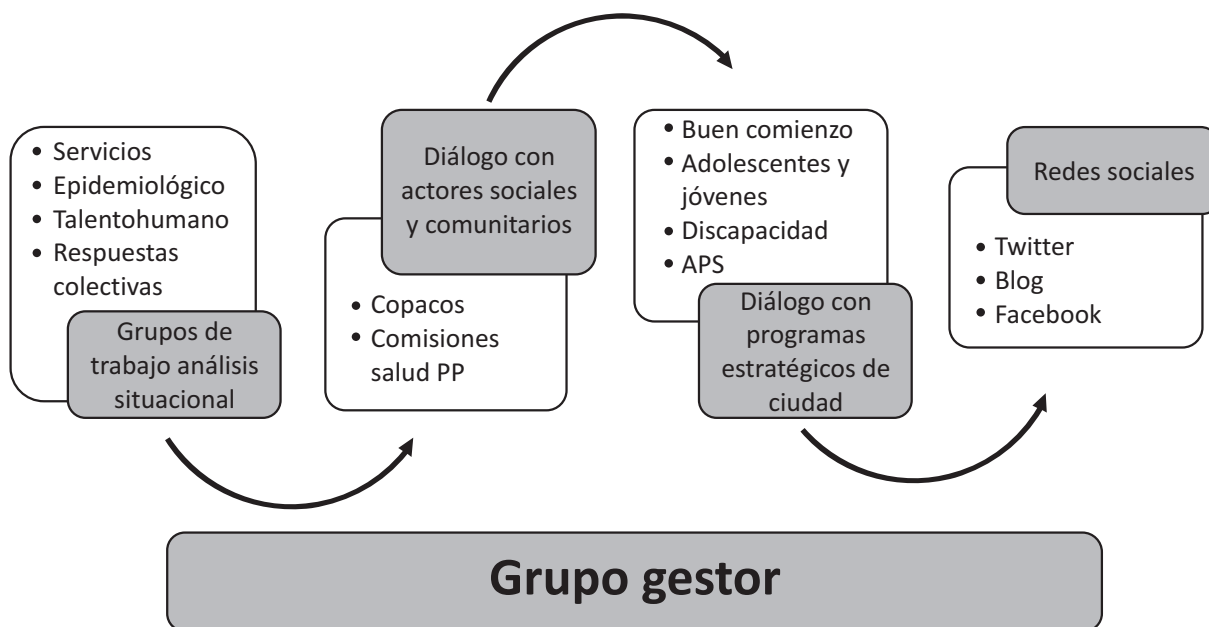 • Servicios
• Epidemiológico
• Talentohumano
• Respuestas
colectivas
Grupos de
trabajo análisis
situacional
Diálogo con
actores sociales
y comunitarios
• Copacos
• Comisiones
salud PP
• Buen comienzo
• Adolescentes y
jóvenes
• Discapacidad
• APS
Diálogo con
programas
estratégicos de
ciudad
Redes sociales
• Twitter
• Blog
• Facebook
Grupo gestor